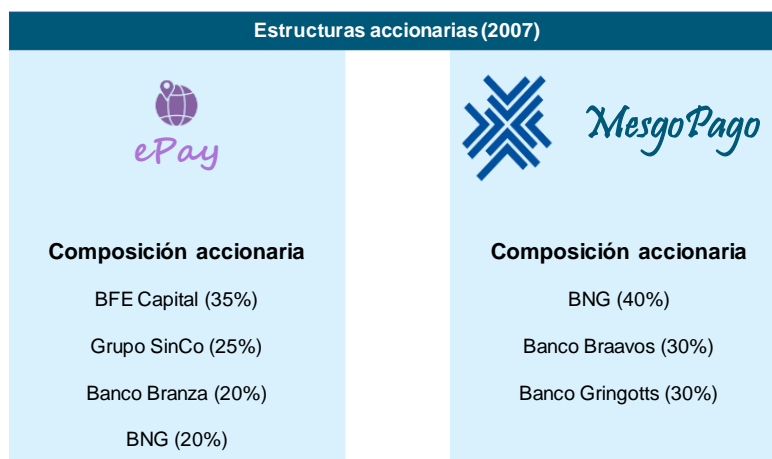 Estructuras accionarias (2007)
ePay
Composición accionaria
BFE Capital (35%)
Grupo SinCo (25%)
Banco Branza (20%)
BNG (20%)
MesgoPago
Composición accionaria
BNG (40%)
Banco Braavos (30%)
Banco Gringotts (30%)